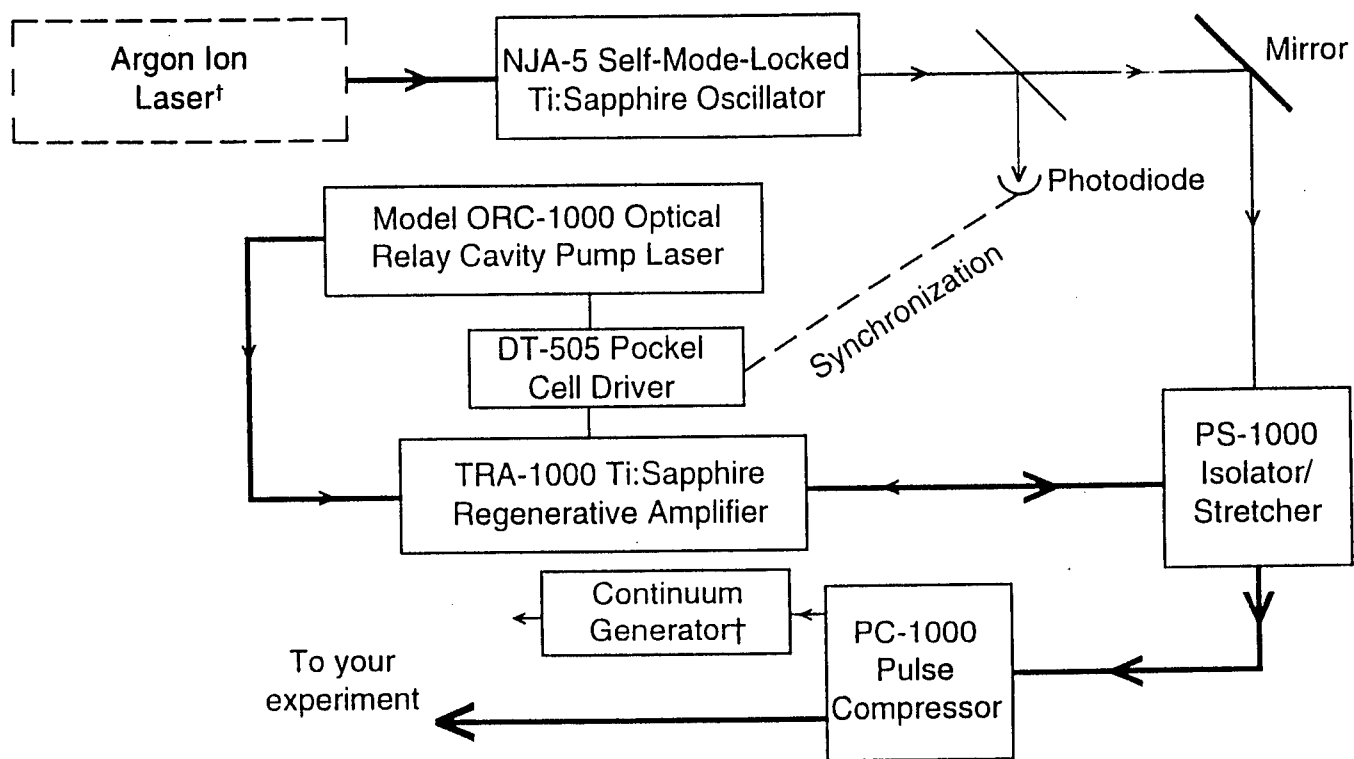 Argon Ion
Laser†
NJA-5 Self-Mode-Locked
Ti:Sapphire Oscillator
Mirror
Photodiode
Model ORC-1000 Optical
Relay Cavity Pump Laser
Synchronization
DT-505 Pockel
Cell Driver
TRA-1000 Ti:Sapphire
Regenerative Amplifier
PS-1000
Isolator/
Stretcher
Continuum
Generator†
PC-1000
Pulse
Compressor
To your
experiment